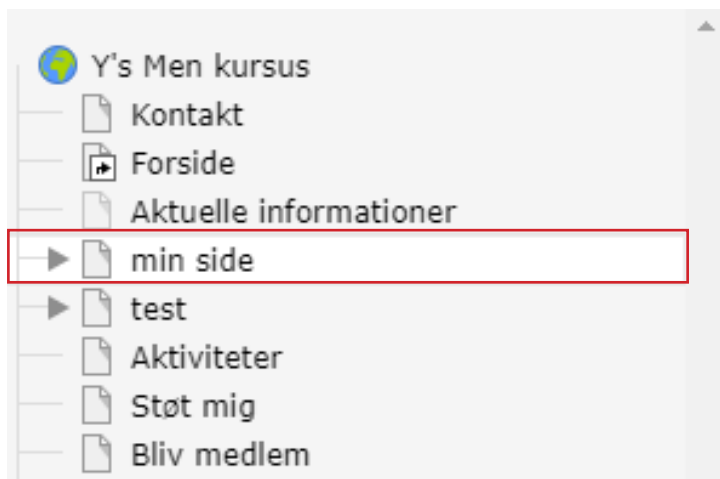 Y's Men kursus
Kontakt
Forside
Aktuelle informationer
min side
test
Aktiviteter
Støt mig
Bliv medlem